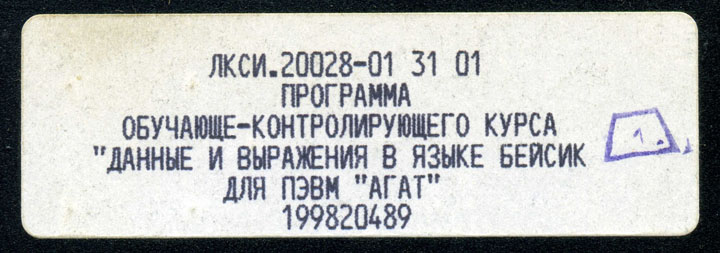 ЛКСИ.20028-01 31 01
ПРОГРАММА
ОБУЧАЮЩЕ-КОНТРОЛИРУЮЩЕГО КУРСА
"ДАННЫЕ И ВЫРАЖЕНИЯ В ЯЗЫКЕ БЕЙСИК
ДЛЯ ПЭВМ "АГАТ"
199820489
1.